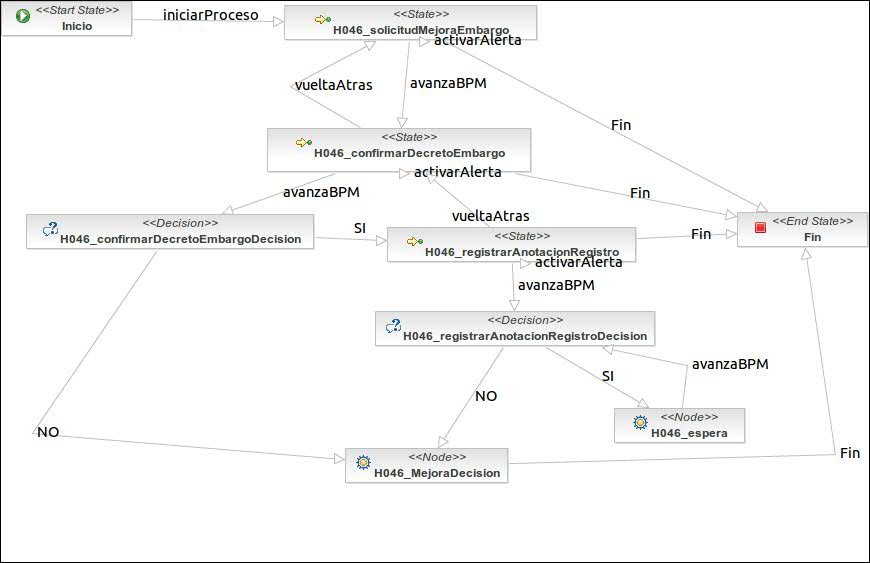 <<Start State>>
Inicio
iniciarProceso
<<State>>
H046_solicitudMejoraEmbargo
activarAlerta
vueltaAtras
avanzaBPM
Fin
<<State>>
H046_confirmarDecretoEmbargo
activarAlerta
avanzaBPM
Fin
vueltaAtras
<<Decision>>
H046_confirmarDecretoEmbargoDecision
SI
<<State>>
H046_registrarAnotacionRegistro
activarAlerta
Fin
<<End State>>
Fin
avanzaBPM
<<Decision>>
H046_registrarAnotacionRegistroDecision
avanzaBPM
SI
NO
<<Node>>
H046_espera
NO
<<Node>>
H046_MejoraDecision
Fin